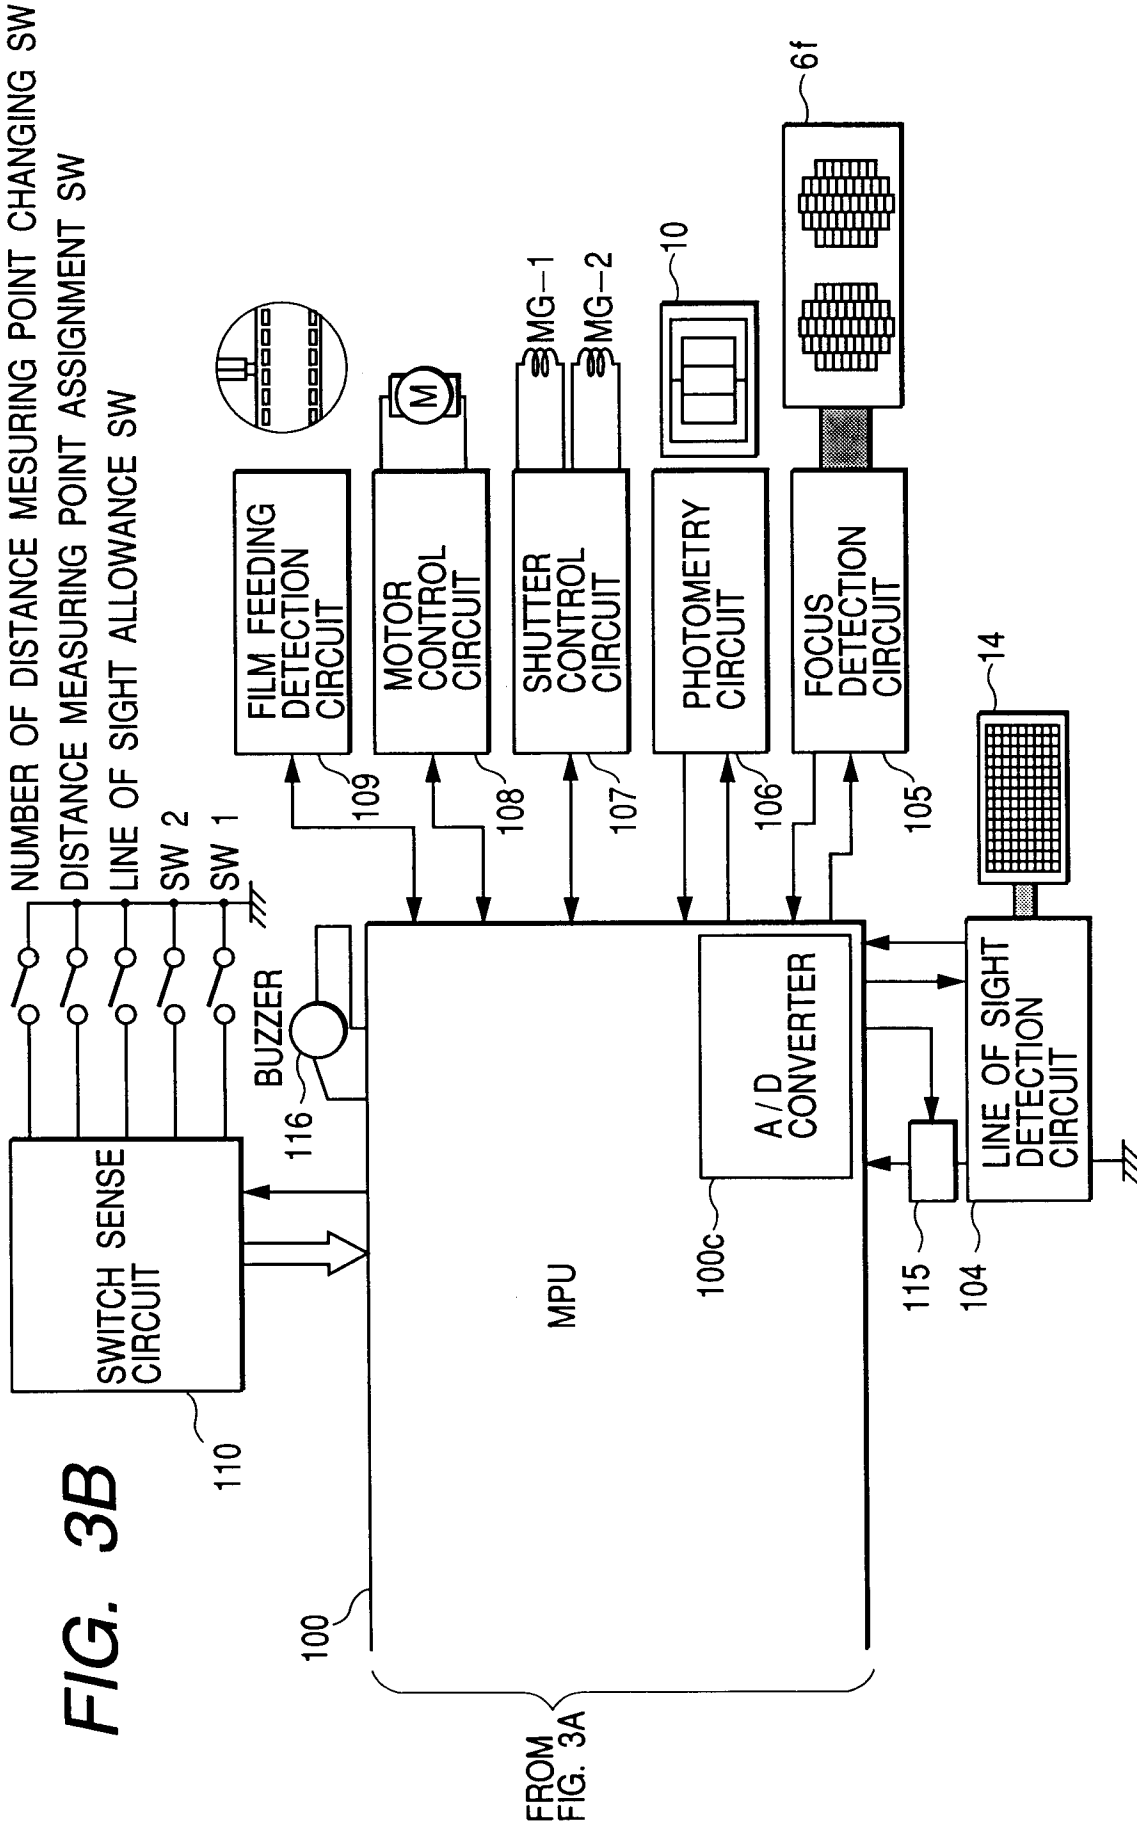 FIG. 3B
NUMBER OF DISTANCE MESURING POINT CHANGING SW
DISTANCE MEASURING POINT ASSIGNMENT SW
LINE OF SIGHT ALLOWANCE SW
SW 2
SW 1
SWITCH SENSE
CIRCUIT
110
BUZZER
116
FILM FEEDING
DETECTION
CIRCUIT
109
MOTOR
CONTROL
CIRCUIT
108
M
SHUTTER
CONTROL
CIRCUIT
107
MG-1
MG-2
PHOTOMETRY
CIRCUIT
106
10
FOCUS
DETECTION
CIRCUIT
105
6f
100
MPU
A/D
CONVERTER
100c
FROM
FIG. 3A
115
104
LINE OF SIGHT
DETECTION
CIRCUIT
14